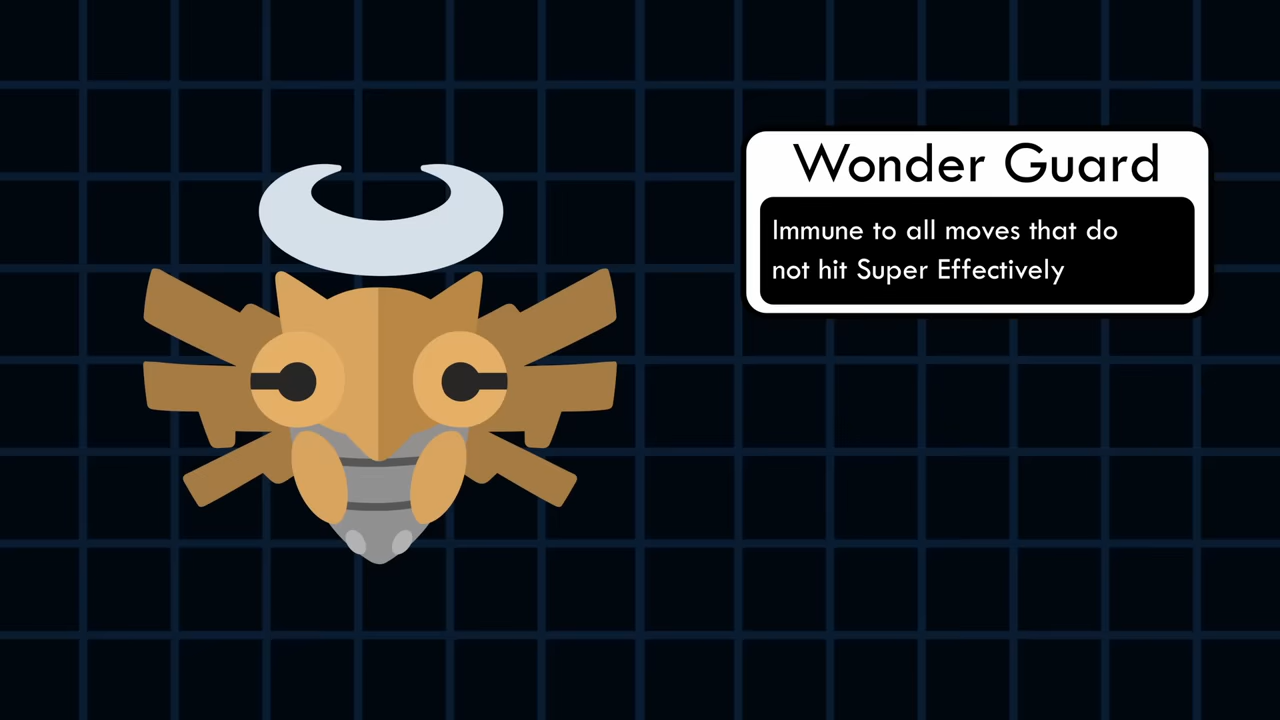 Wonder Guard
Immune to all moves that do
not hit Super Effectively